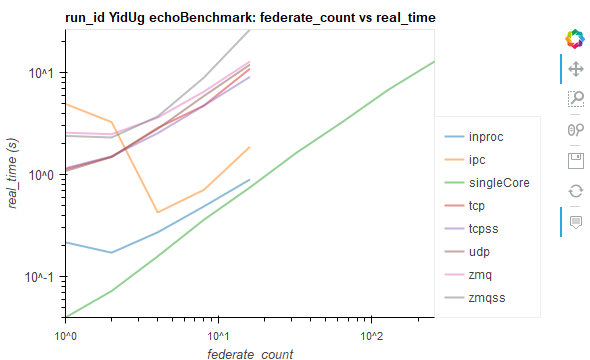 run_id YidUg echoBenchmark: federate_count vs real_time
real_time (s)
10^1
10^0
10^-1
10^0
10^1
10^2
federate_count
inproc
ipc
singleCore
tcp
tcpss
udp
zmq
zmqss